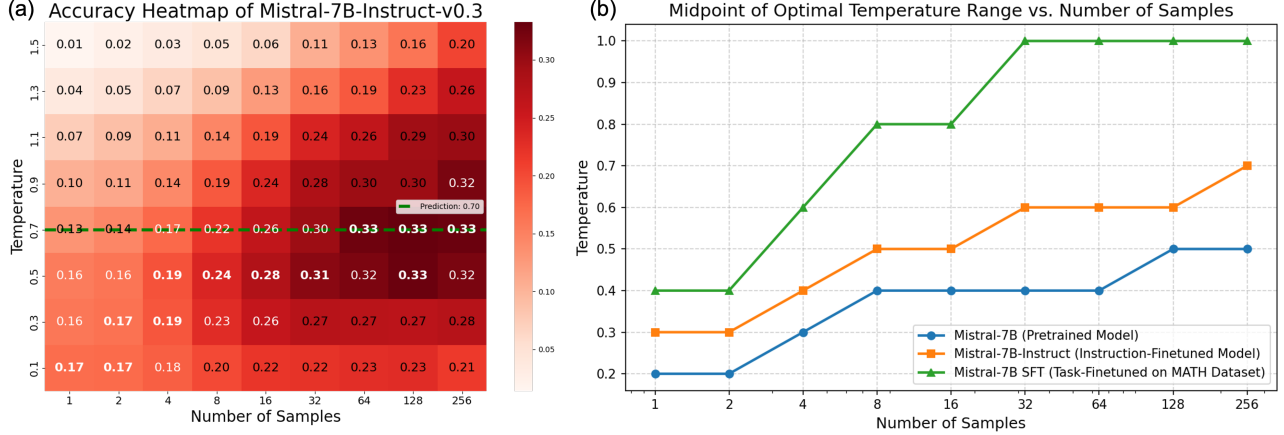 (a) Accuracy Heatmap of Mistral-7B-Instruct-v0.3
Temperature
1.5 0.01 0.02 0.03 0.05 0.06 0.11 0.13 0.16 0.20
1.3 0.04 0.05 0.07 0.09 0.13 0.16 0.19 0.23 0.26
1.1 0.07 0.09 0.11 0.14 0.19 0.24 0.26 0.29 0.30
0.9 0.10 0.11 0.14 0.19 0.24 0.28 0.30 0.30 0.32
Prediction: 0.70
0.7 0.13 0.14 0.17 0.22 0.26 0.30 0.33 0.33 0.33
0.5 0.16 0.16 0.19 0.24 0.28 0.31 0.32 0.33 0.32
0.3 0.16 0.17 0.19 0.23 0.26 0.27 0.27 0.27 0.28
0.1 0.17 0.17 0.18 0.20 0.22 0.22 0.23 0.23 0.21
1 2 4 8 16 32 64 128 256
Number of Samples
0.30
0.25
0.20
0.15
0.10
0.05
(b) Midpoint of Optimal Temperature Range vs. Number of Samples
Temperature
1.0
0.9
0.8
0.7
0.6
0.5
0.4
0.3
0.2
Mistral-7B (Pretrained Model)
Mistral-7B-Instruct (Instruction-Finetuned Model)
Mistral-7B SFT (Task-Finetuned on MATH Dataset)
1 2 4 8 16 32 64 128 256
Number of Samples